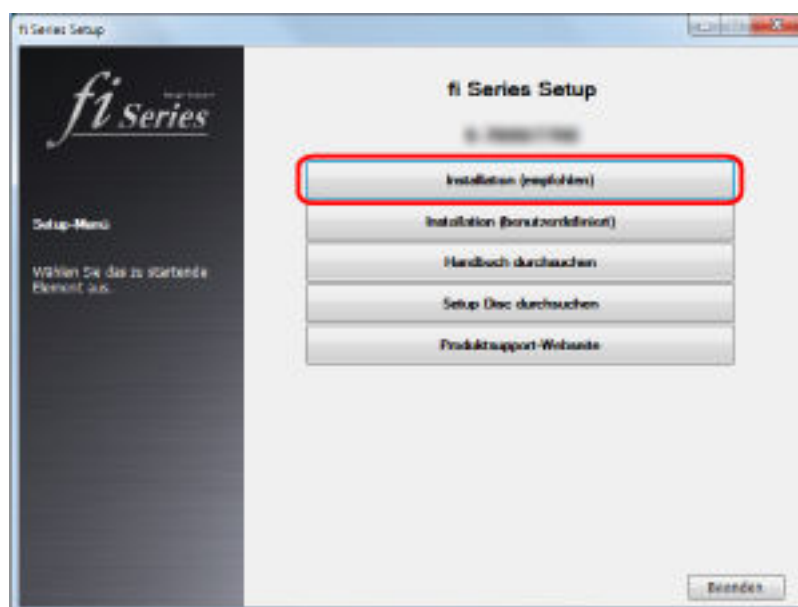 fi Series Setup
fi Series
fi Series Setup
Installation (empfohlen)
Setup-Menü
Installation (benutzerdefiniert)
Wählen Sie das zu startende
Element aus.
Handbuch durchsuchen
Setup Disc durchsuchen
Produktsupport-Webseite
Beenden